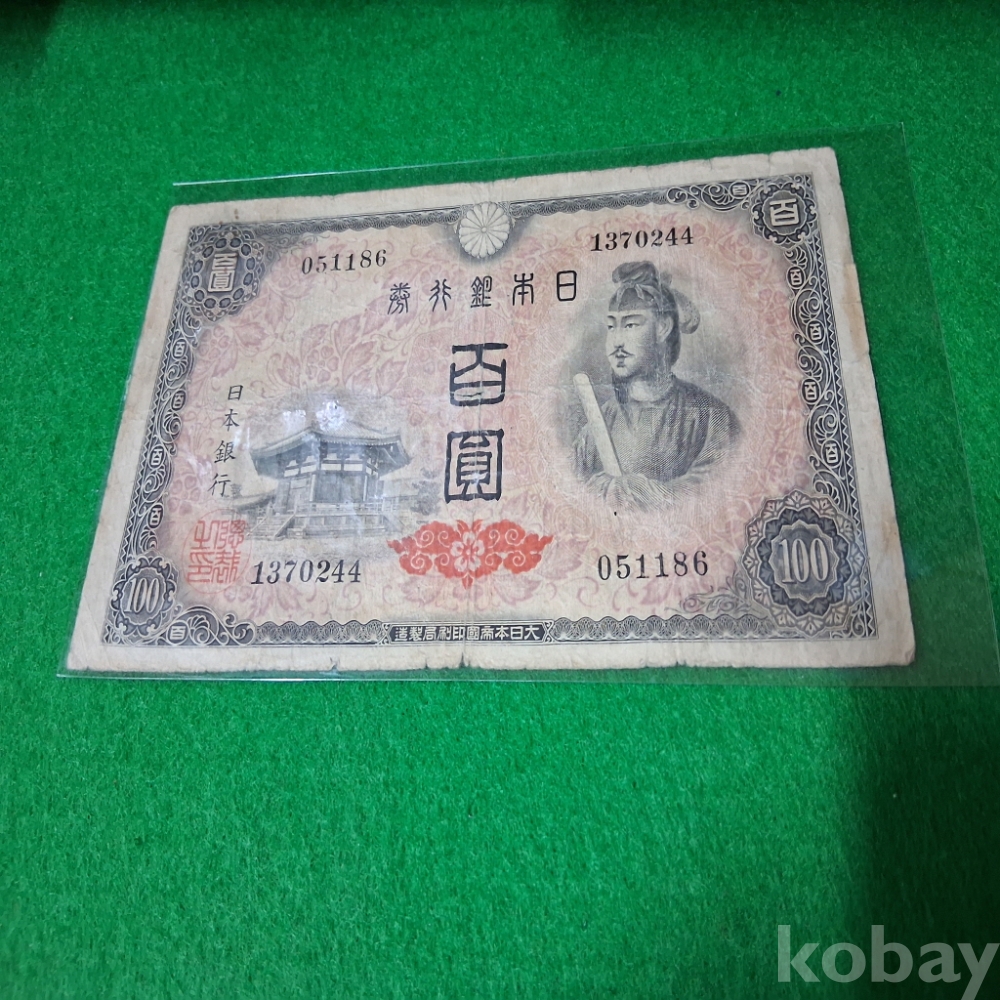 百
百圓
051186
1370244
券行銀本日
百
圓
日
本
銀
行
1370244
051186
100
100
造製局刷印國帝本日大
kobay